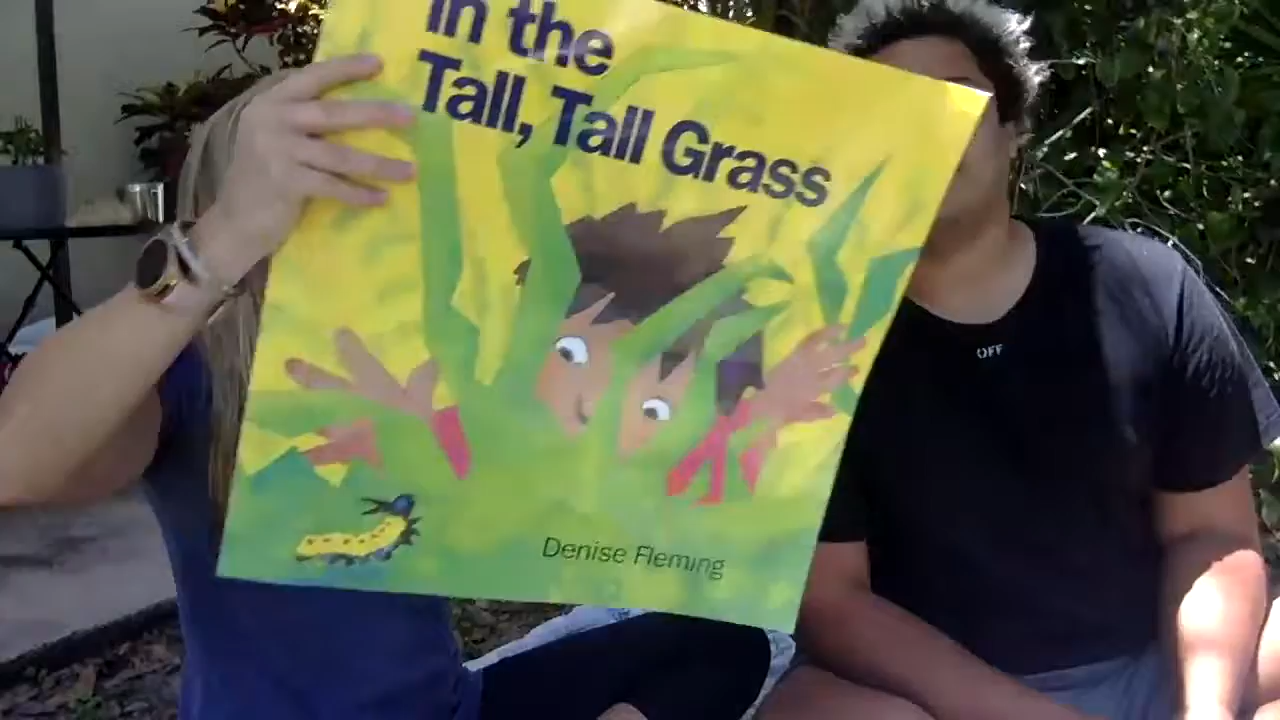 in the
Tall, Tall Grass
OFF
Denise Fleming